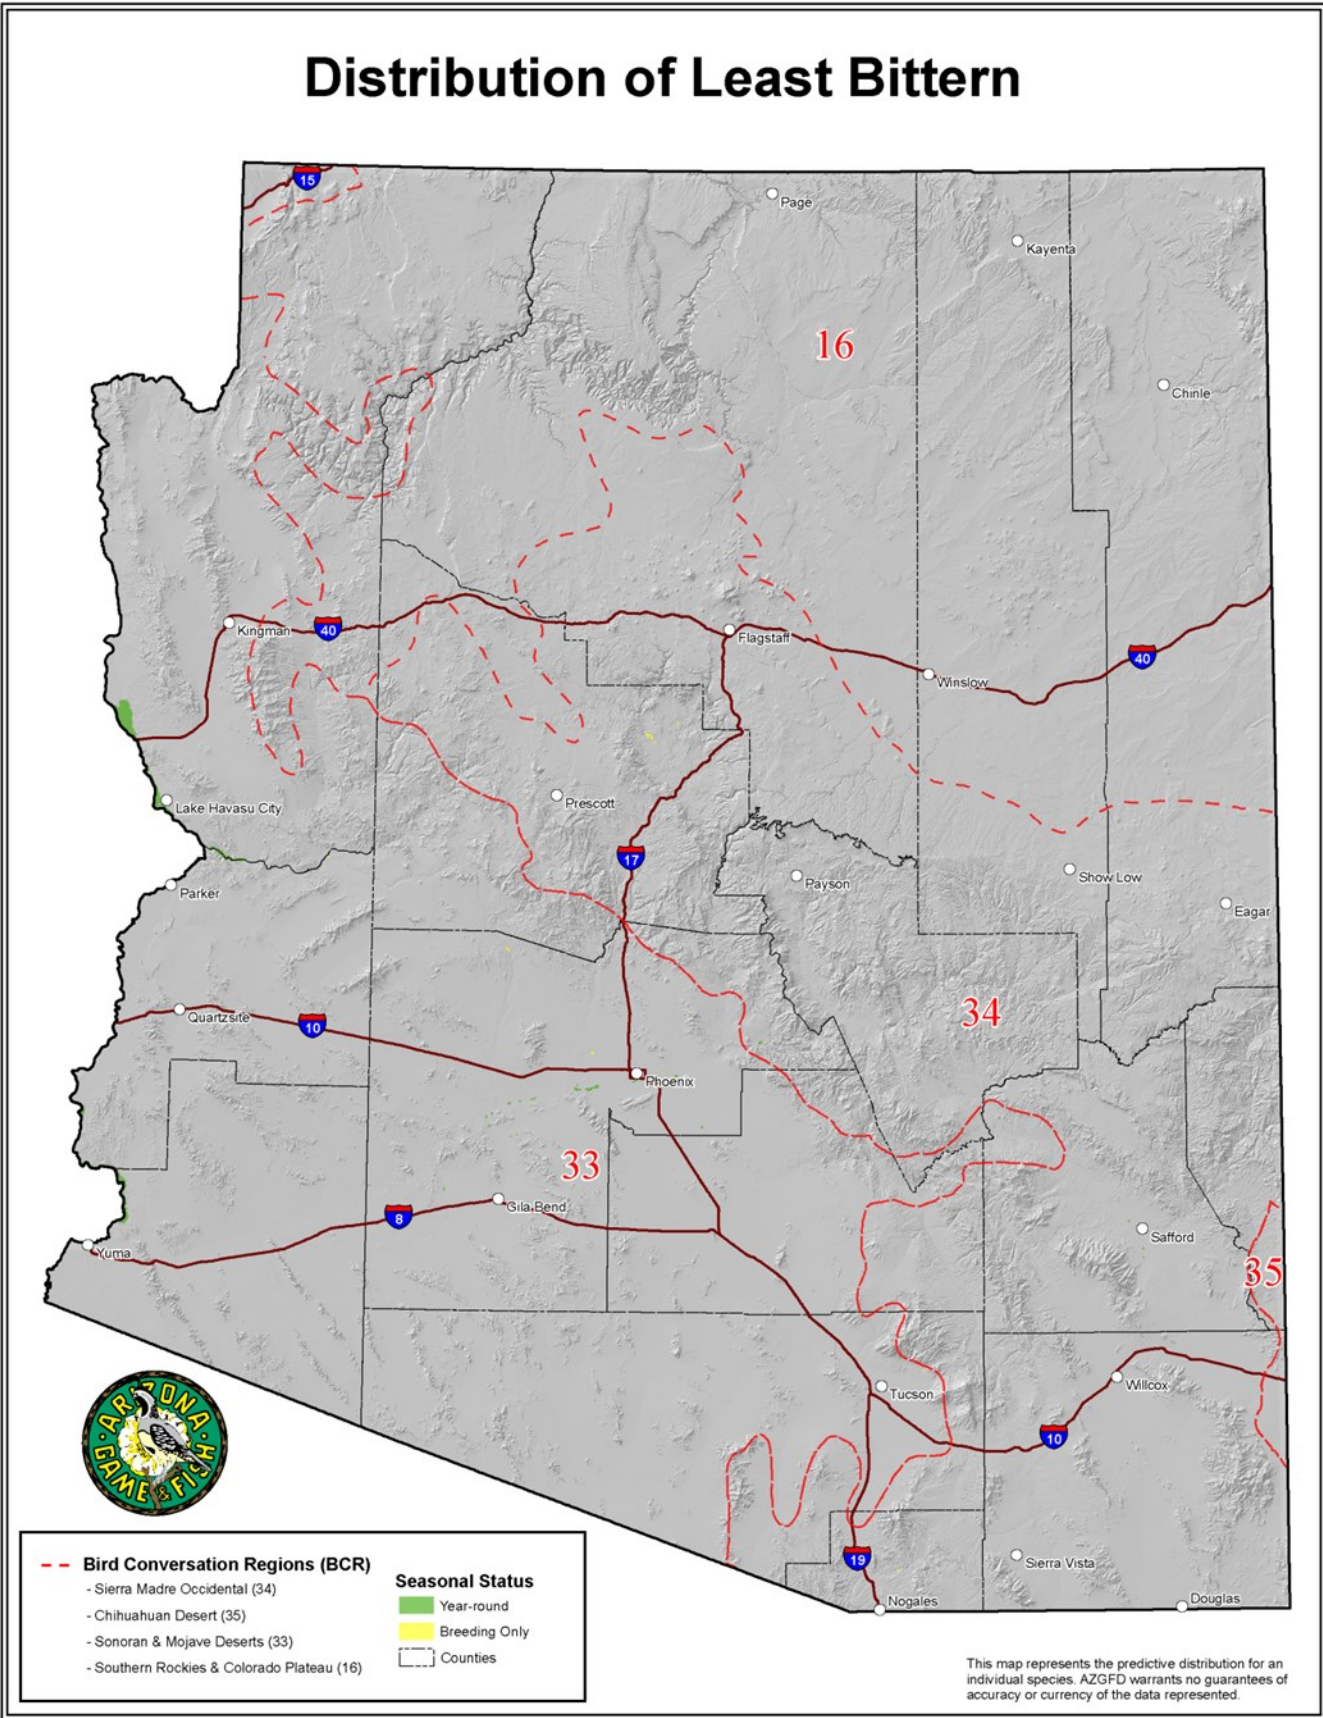 Distribution of Least Bittern
15
Page
Kayenta
16
Chinle
Kingman
40
Flagstaff
40
Winslow
Lake Havasu City
Prescott
17
Parker
Payson
Show Low
Eagar
Quartzsite
10
34
Phoenix
33
8
Gila Bend
Yuma
Safford
35
Tucson
Willcox
10
19
Sierra Vista
Nogales
Douglas
ARIZONA
GAME & FISH
Bird Conversation Regions (BCR)
- Sierra Madre Occidental (34)
- Chihuahuan Desert (35)
- Sonoran & Mojave Deserts (33)
- Southern Rockies & Colorado Plateau (16)
Seasonal Status
Year-round
Breeding Only
Counties
This map represents the predictive distribution for an
individual species. AZGFD warrants no guarantees of
accuracy or currency of the data represented.